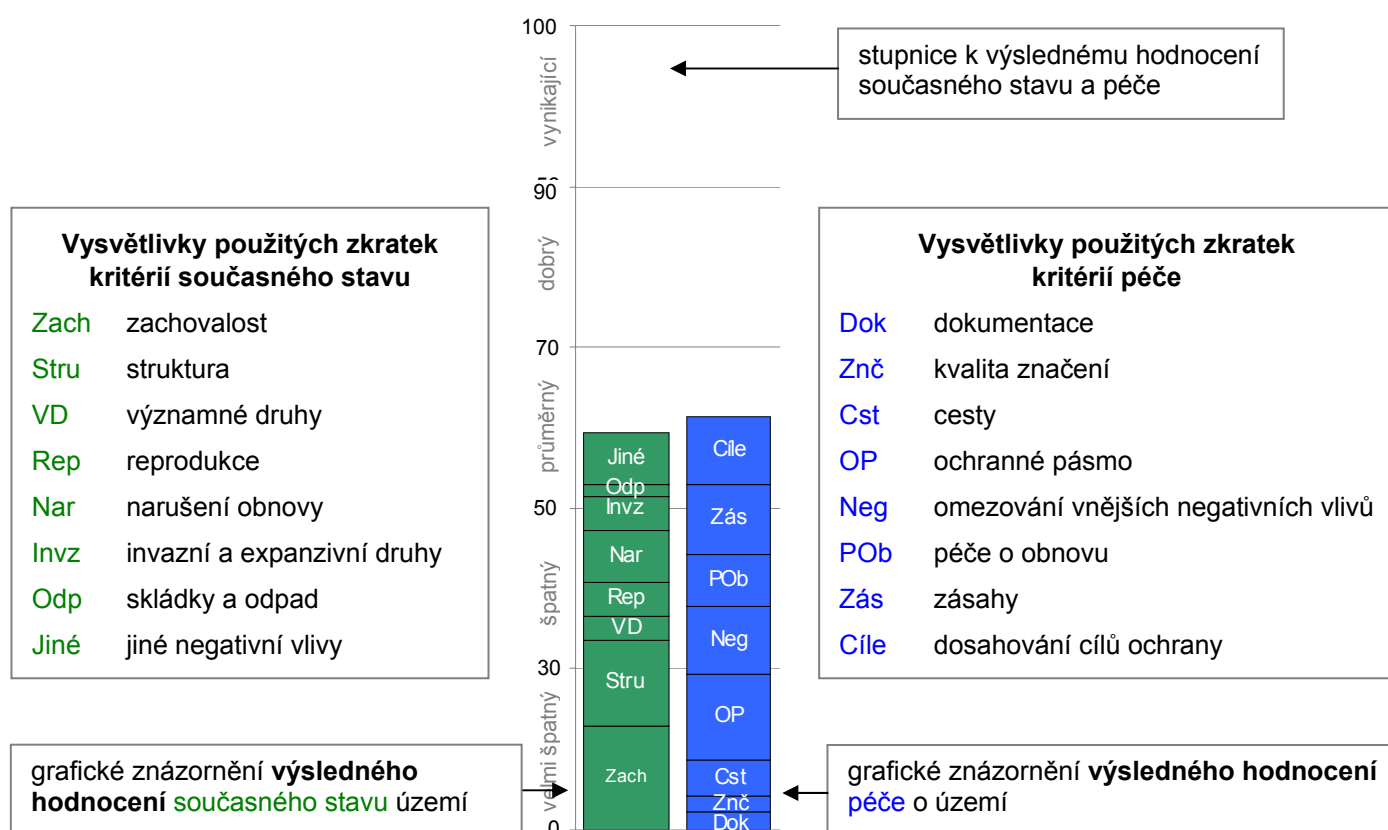 stupnice k výslednému hodnocení
současného stavu a péče
Vysvětlivky použitých zkratek
kritérií současného stavu
Zach zachovalost
Stru struktura
VD významné druhy
Rep reprodukce
Nar narušení obnovy
Invz invazní a expanzivní druhy
Odp skládky a odpad
Jiné jiné negativní vlivy
grafické znázornění výsledného
hodnocení současného stavu území
100
90
70
50
30
0
vynikající
dobrý
průměrný
špatný
velmi špatný
Jiné
Odp
Invz
Nar
Rep
VD
Stru
Zach
Cíle
Zás
POb
Neg
OP
Cst
Znč
Dok
Vysvětlivky použitých zkratek
kritérií péče
Dok dokumentace
Znč kvalita značení
Cst cesty
OP ochranné pásmo
Neg omezování vnějších negativních vlivů
POb péče o obnovu
Zás zásahy
Cíle dosahování cílů ochrany
grafické znázornění výsledného hodnocení
péče o území